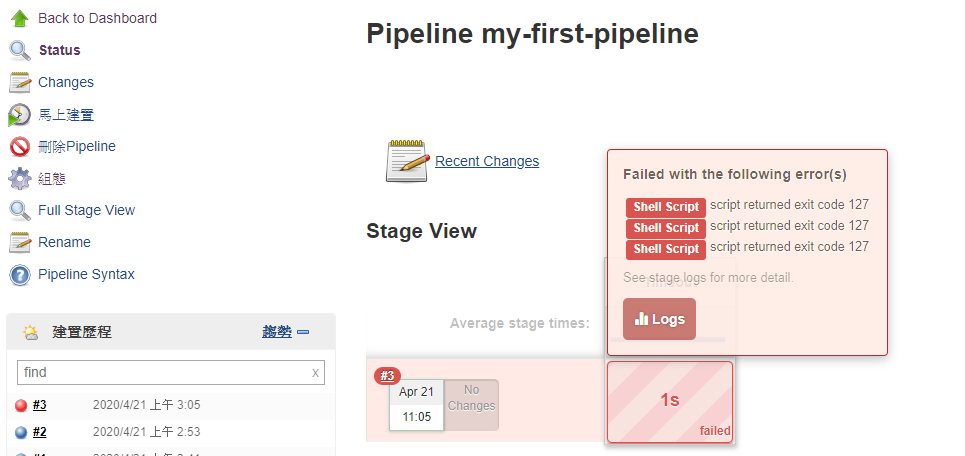 Back to Dashboard
Status
Changes
馬上建置
刪除Pipeline
組態
Full Stage View
Rename
Pipeline Syntax
建置歷程
趨勢
find
x
#3
2020/4/21 上午 3:05
#2
2020/4/21 上午 2:53
Pipeline my-first-pipeline
Recent Changes
Stage View
Average stage times:
#3
Apr 21
11:05
No
Changes
Failed with the following error(s)
Shell Script script returned exit code 127
Shell Script script returned exit code 127
Shell Script script returned exit code 127
See stage logs for more detail.
Logs
1s
failed